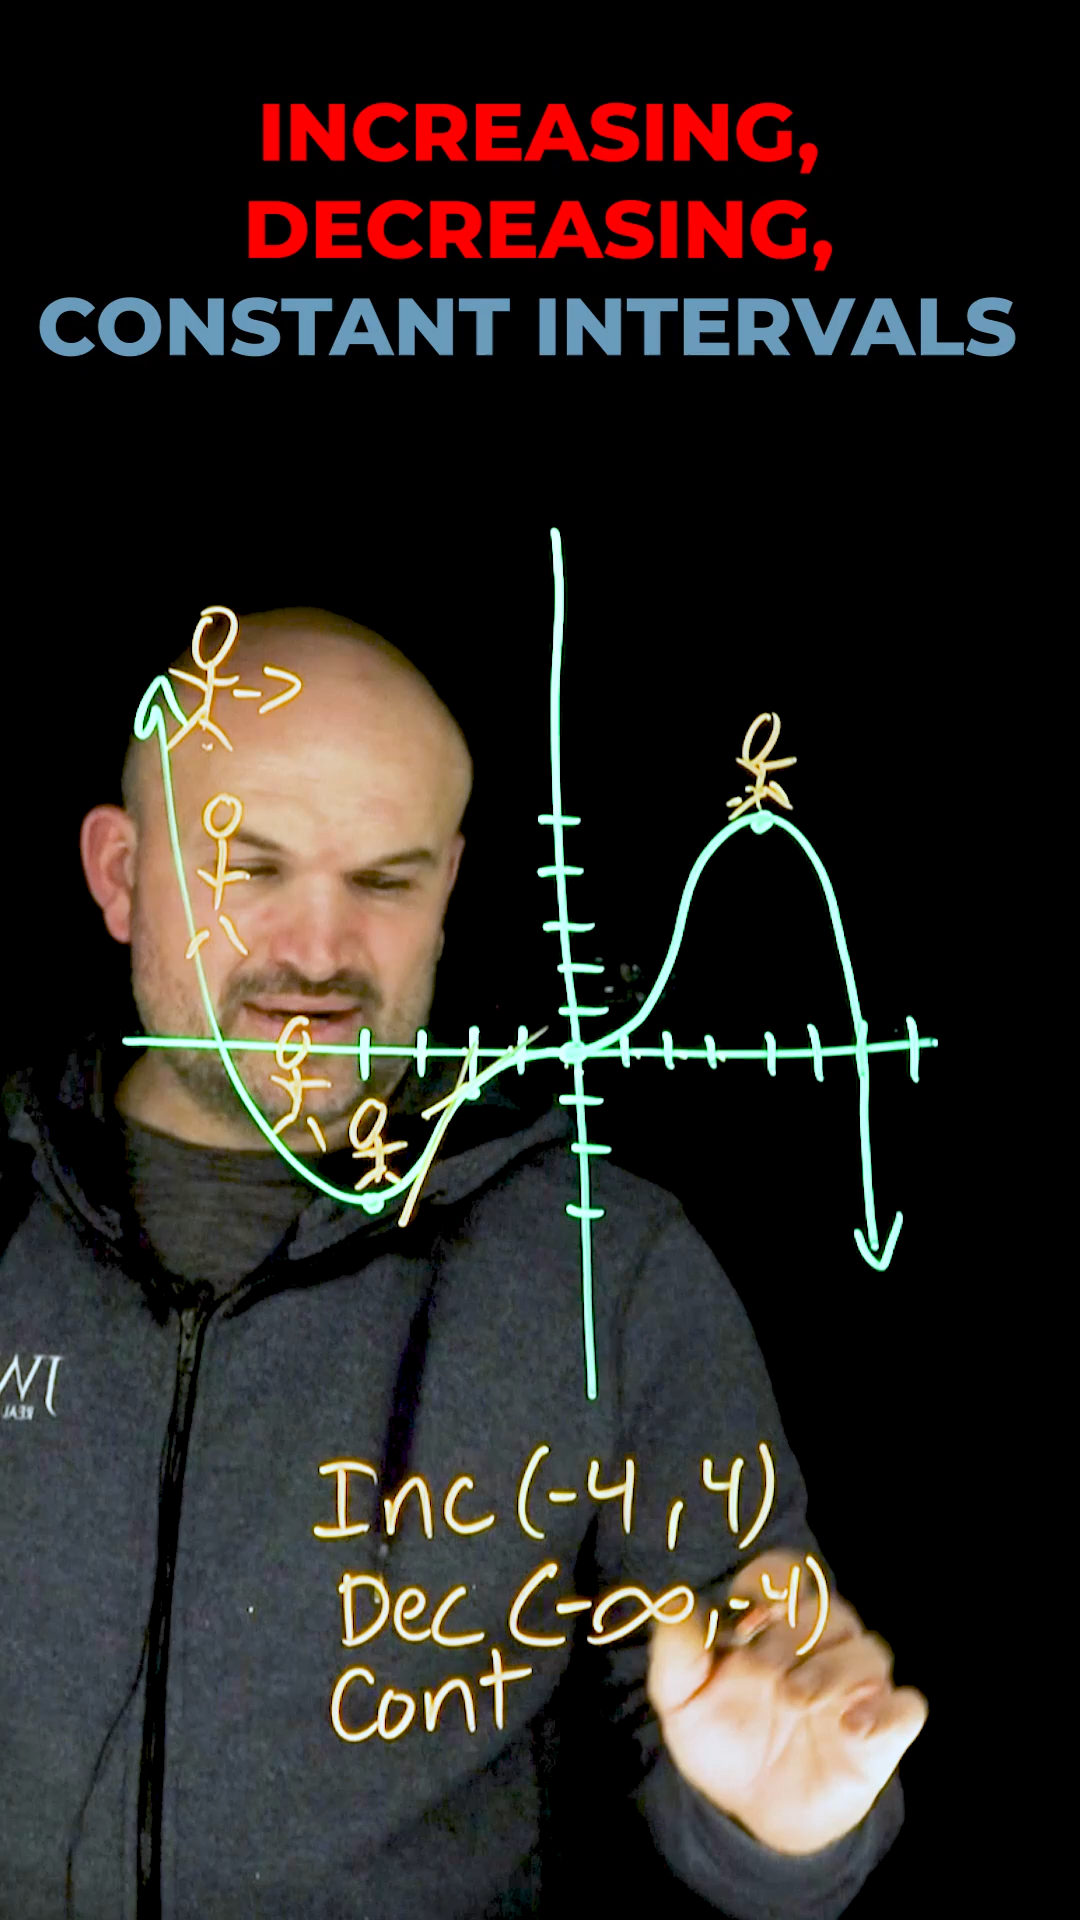 INCREASING,
DECREASING,
CONSTANT INTERVALS
Inc (-4, 4)
Dec (-∞, -4)
Cont